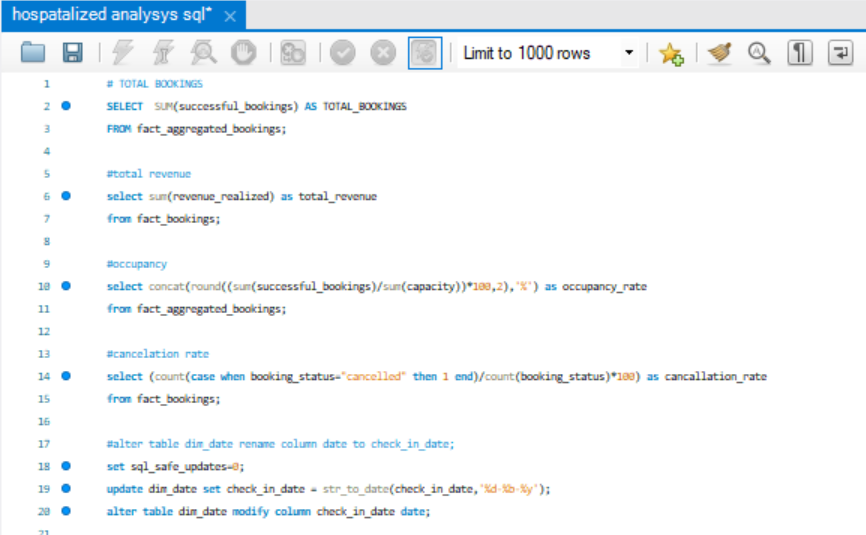 hospatalized analysys sql* ×
Limit to 1000 rows
1 # TOTAL BOOKINGS
2 SELECT SUM(successful_bookings) AS TOTAL_BOOKINGS
3 FROM fact_aggregated_bookings;
4
5 #total revenue
6 select sum(revenue_realized) as total_revenue
7 from fact_bookings;
8
9 #occupancy
10 select concat(round((sum(successful_bookings)/sum(capacity))*100,2),'%') as occupancy_rate
11 from fact_aggregated_bookings;
12
13 #cancelation rate
14 select (count(case when booking_status="cancelled" then 1 end)/count(booking_status)*100) as cancallation_rate
15 from fact_bookings;
16
17 #alter table dim_date rename column date to check_in_date;
18 set sql_safe_updates=0;
19 update dim_date set check_in_date = str_to_date(check_in_date,'%d-%b-%y');
20 alter table dim_date modify column check_in_date date;
21